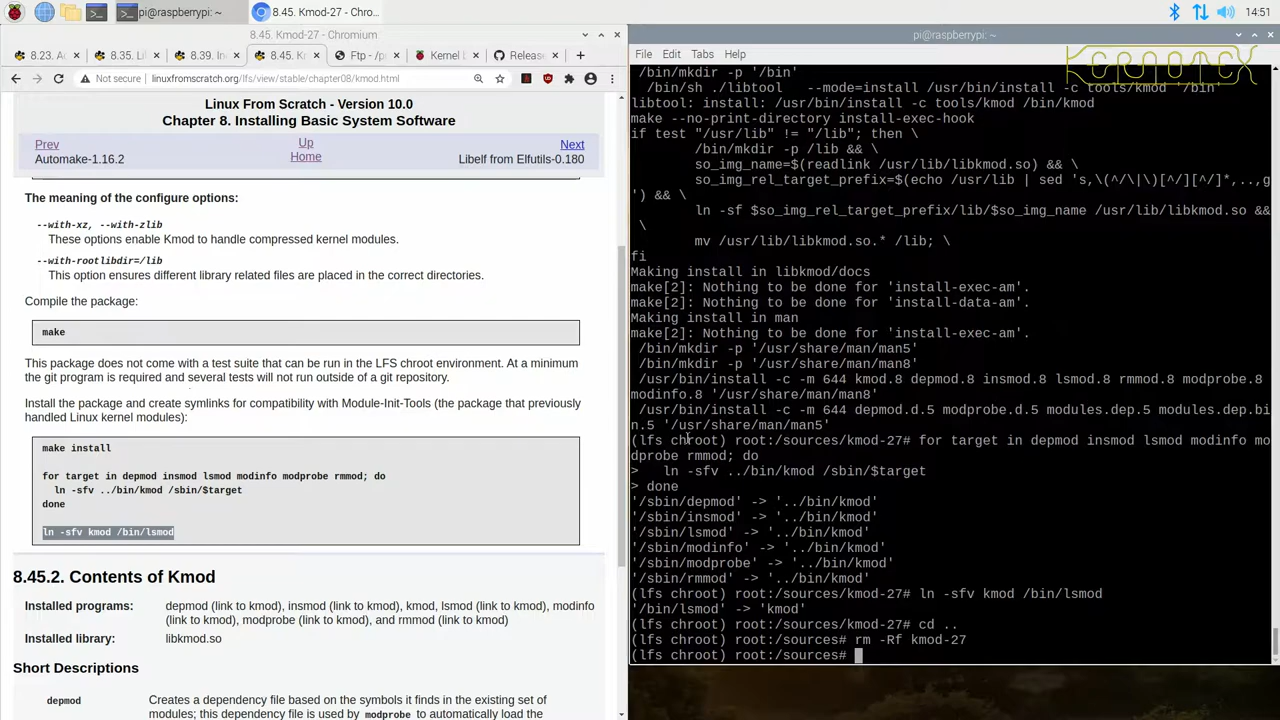 pi@raspberrypi: ~
8.45. Kmod-27 - Chro...
14:51
8.45. Kmod-27 - Chromium
pi@raspberrypi: ~
8.23. A
8.35. Li
8.39. In
8.45. K
Ftp - /p
Kernel
Release
File Edit Tabs Help
Not secure | linuxfromscratch.org/lfs/view/stable/chapter08/kmod.html
Linux From Scratch - Version 10.0
Chapter 8. Installing Basic System Software
Prev
Up
Next
Automake-1.16.2
Home
Libelf from Elfutils-0.180
The meaning of the configure options:
--with-xz, --with-zlib
These options enable Kmod to handle compressed kernel modules.
--with-rootlibdir=/lib
This option ensures different library related files are placed in the correct directories.
Compile the package:
make
This package does not come with a test suite that can be run in the LFS chroot environment. At a minimum
the git program is required and several tests will not run outside of a git repository.
Install the package and create symlinks for compatibility with Module-Init-Tools (the package that previously
handled Linux kernel modules):
make install
for target in depmod insmod lsmod modinfo modprobe rmmod; do
ln -sfv ../bin/kmod /sbin/$target
done
ln -sfv kmod /bin/lsmod
8.45.2. Contents of Kmod
Installed programs: depmod (link to kmod), insmod (link to kmod), kmod, lsmod (link to kmod), modinfo
(link to kmod), modprobe (link to kmod), and rmmod (link to kmod)
Installed library: libkmod.so
Short Descriptions
depmod Creates a dependency file based on the symbols it finds in the existing set of
modules; this dependency file is used by modprobe to automatically load the
/bin/mkdir -p '/bin'
/bin/sh ./libtool   --mode=install /usr/bin/install -c tools/kmod '/bin'
libtool: install: /usr/bin/install -c tools/kmod /bin/kmod
make --no-print-directory install-exec-hook
if test "/usr/lib" != "/lib"; then \
/bin/mkdir -p /lib && \
so_img_name=$(readlink /usr/lib/libkmod.so) && \
so_img_rel_target_prefix=$(echo /usr/lib | sed 's,\(^/\|\)[^/][^/]*,..,g
') && \
ln -sf $so_img_rel_target_prefix/lib/$so_img_name /usr/lib/libkmod.so &&
\
mv /usr/lib/libkmod.so.* /lib; \
fi
Making install in libkmod/docs
make[2]: Nothing to be done for 'install-exec-am'.
make[2]: Nothing to be done for 'install-data-am'.
Making install in man
make[2]: Nothing to be done for 'install-exec-am'.
/bin/mkdir -p '/usr/share/man/man5'
/bin/mkdir -p '/usr/share/man/man8'
/usr/bin/install -c -m 644 kmod.8 depmod.8 insmod.8 lsmod.8 rmmod.8 modprobe.8
modinfo.8 '/usr/share/man/man8'
/usr/bin/install -c -m 644 depmod.d.5 modprobe.d.5 modules.dep.5 modules.dep.bi
n.5 '/usr/share/man/man5'
(lfs chroot) root:/sources/kmod-27# for target in depmod insmod lsmod modinfo mo
dprobe rmmod; do
>   ln -sfv ../bin/kmod /sbin/$target
> done
'/sbin/depmod' -> '../bin/kmod'
'/sbin/insmod' -> '../bin/kmod'
'/sbin/lsmod' -> '../bin/kmod'
'/sbin/modinfo' -> '../bin/kmod'
'/sbin/modprobe' -> '../bin/kmod'
'/sbin/rmmod' -> '../bin/kmod'
(lfs chroot) root:/sources/kmod-27# ln -sfv kmod /bin/lsmod
'/bin/lsmod' -> 'kmod'
(lfs chroot) root:/sources/kmod-27# cd ..
(lfs chroot) root:/sources# rm -Rf kmod-27
(lfs chroot) root:/sources#